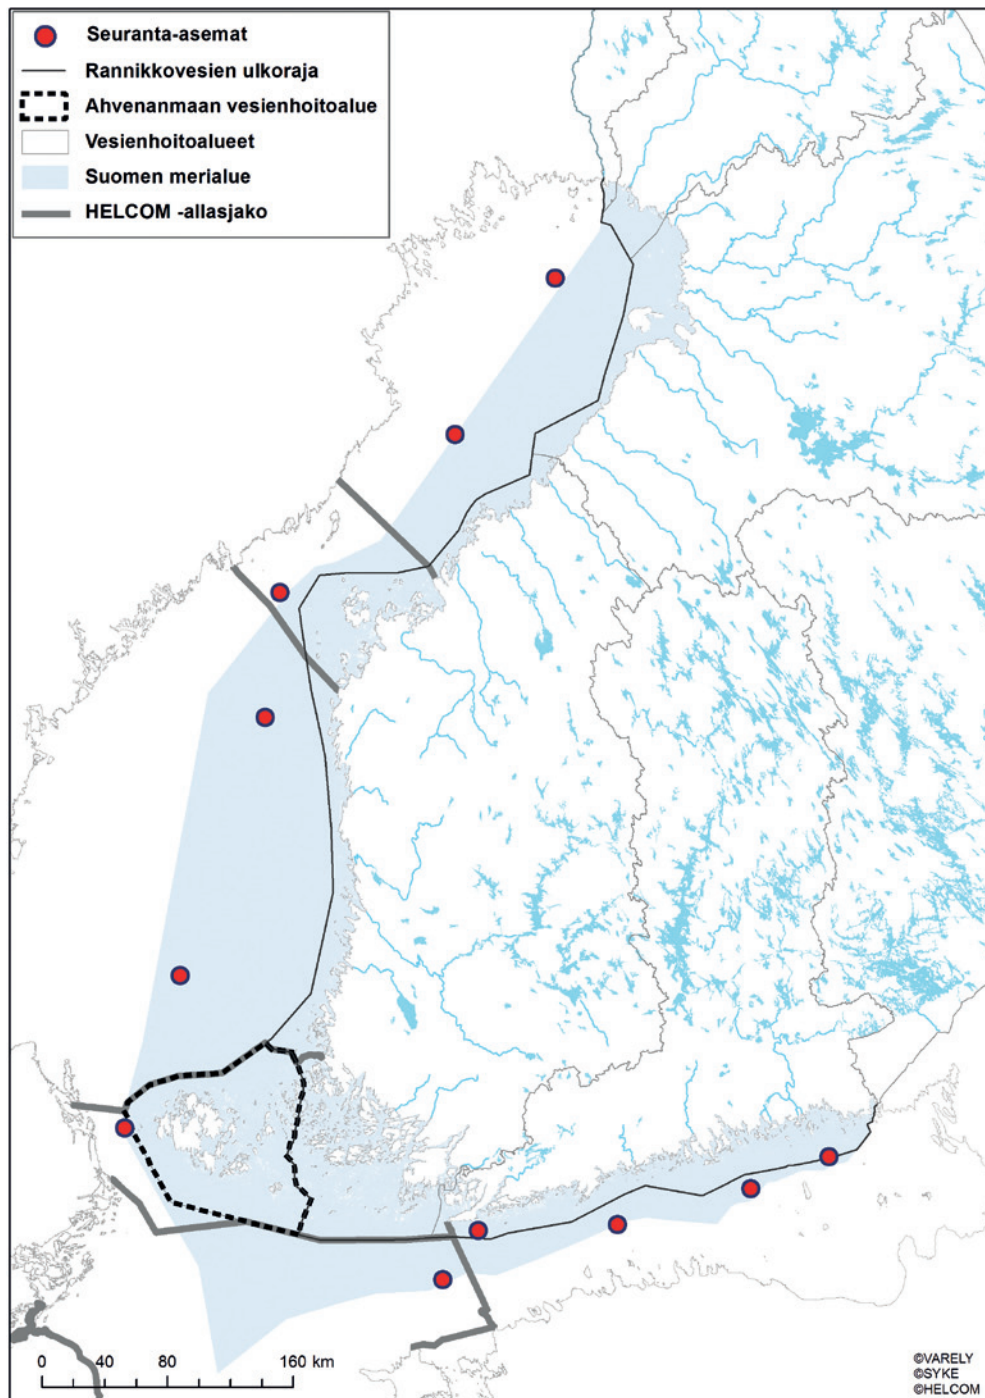 Seuranta-asemat
Rannikkovesien ulkoraja
Ahvenanmaan vesienhoitoalue
Vesienhoitoalueet
Suomen merialue
HELCOM -allasjako
0 40 80 160 km
©VARELY
©SYKE
©HELCOM